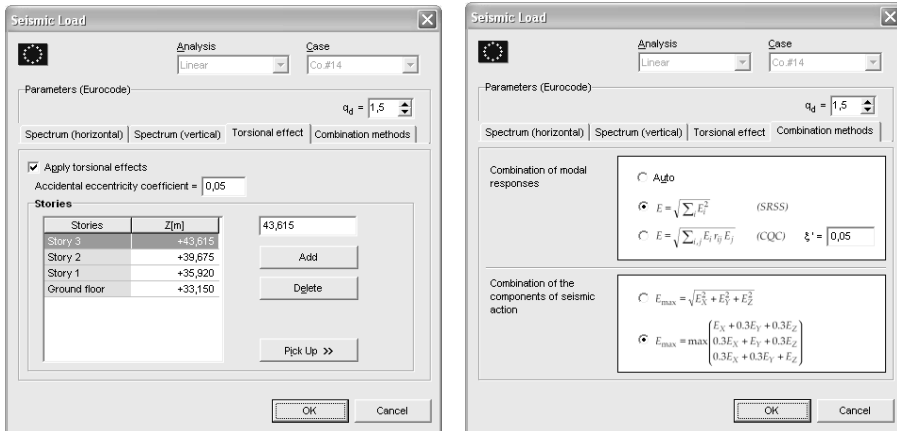 Seismic Load
Analysis Case
Linear Co.#14
Parameters (Eurocode)
qd = 1,5
Spectrum (horizontal) Spectrum (vertical) Torsional effect Combination methods
Apply torsional effects
Accidental eccentricity coefficient = 0,05
Stories
Stories Z[m]
Story 3 +43,615
Story 2 +39,675
Story 1 +35,920
Ground floor +33,150
43,615
Add
Delete
Pick Up >>
OK Cancel
Seismic Load
Analysis Case
Linear Co.#14
Parameters (Eurocode)
qd = 1,5
Spectrum (horizontal) Spectrum (vertical) Torsional effect Combination methods
Combination of modal
responses
Auto
E = √∑i Ei² (SRSS)
E = √∑i,j Ei rij Ej (CQC) ξ' = 0,05
Combination of the
components of seismic
action
Emax = √EX² + EY² + EZ²
Emax = max
EX + 0.3EY + 0.3EZ
0.3EX + EY + 0.3EZ
0.3EX + 0.3EY + EZ
OK Cancel